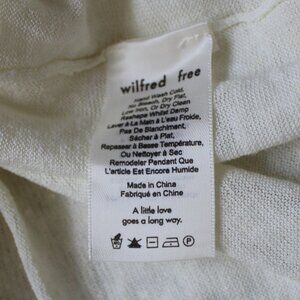 wilfred free
Hand Wash Cold,
No Bleach, Dry Flat,
Low Iron, Or Dry Clean
Reshape Whilst Damp
Laver à La Main à L'eau Froide,
Pas De Blanchiment,
Sécher à Plat,
Repasser à Basse Température,
Ou Nettoyer à Sec
Remodeler Pendant Que
L'article Est Encore Humide
Made in China
Fabriqué en China
A little love
goes a long way.
P